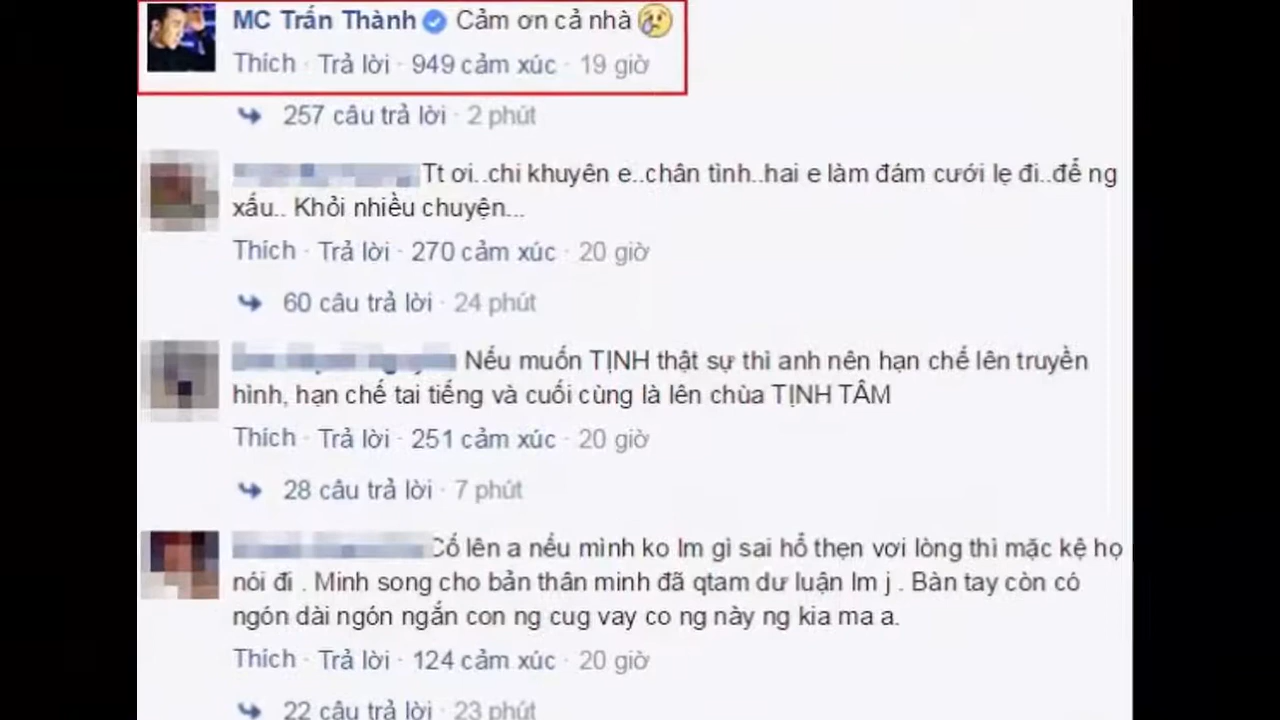 MC Trấn Thành Cảm ơn cả nhà
Thích · Trả lời · 949 cảm xúc · 19 giờ
257 câu trả lời · 2 phút
Tt ơi..chi khuyên e..chân tình..hai e làm đám cưới lẹ đi..để ng
xấu.. Khỏi nhiều chuyện...
Thích · Trả lời · 270 cảm xúc · 20 giờ
60 câu trả lời · 24 phút
Nếu muốn TỊNH thật sự thì anh nên hạn chế lên truyền
hình, hạn chế tai tiếng và cuối cùng là lên chùa TỊNH TÂM
Thích · Trả lời · 251 cảm xúc · 20 giờ
28 câu trả lời · 7 phút
Cố lên a nếu mình ko lm gì sai hổ thẹn vơi lòng thì mặc kệ họ
nói đi . Minh song cho bản thân minh đã qtam dư luận lm j . Bàn tay còn có
ngón dài ngón ngắn con ng cug vay co ng này ng kia ma a.
Thích · Trả lời · 124 cảm xúc · 20 giờ
22 câu trả lời · 23 phút